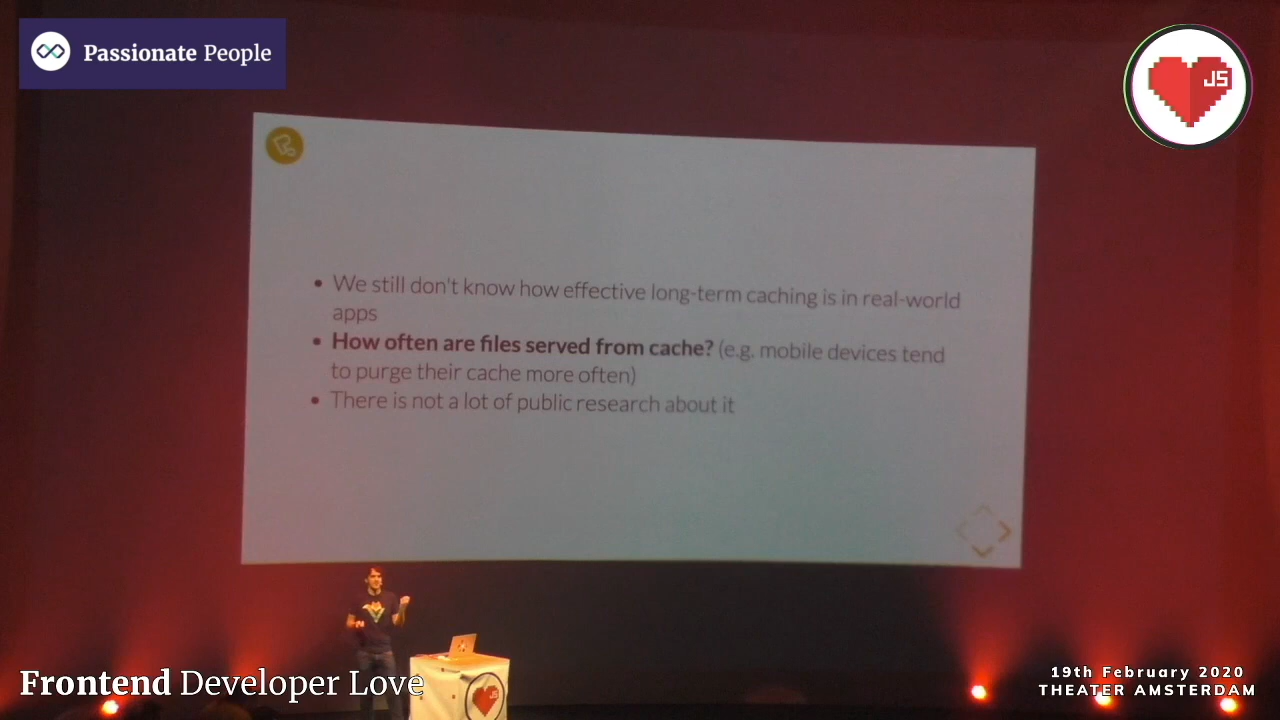 Passionate People
JS
We still don't know how effective long-term caching is in real-world
apps
How often are files served from cache? (e.g. mobile devices tend
to purge their cache more often)
There is not a lot of public research about it
JS
Frontend Developer Love
19th February 2020
THEATER AMSTERDAM